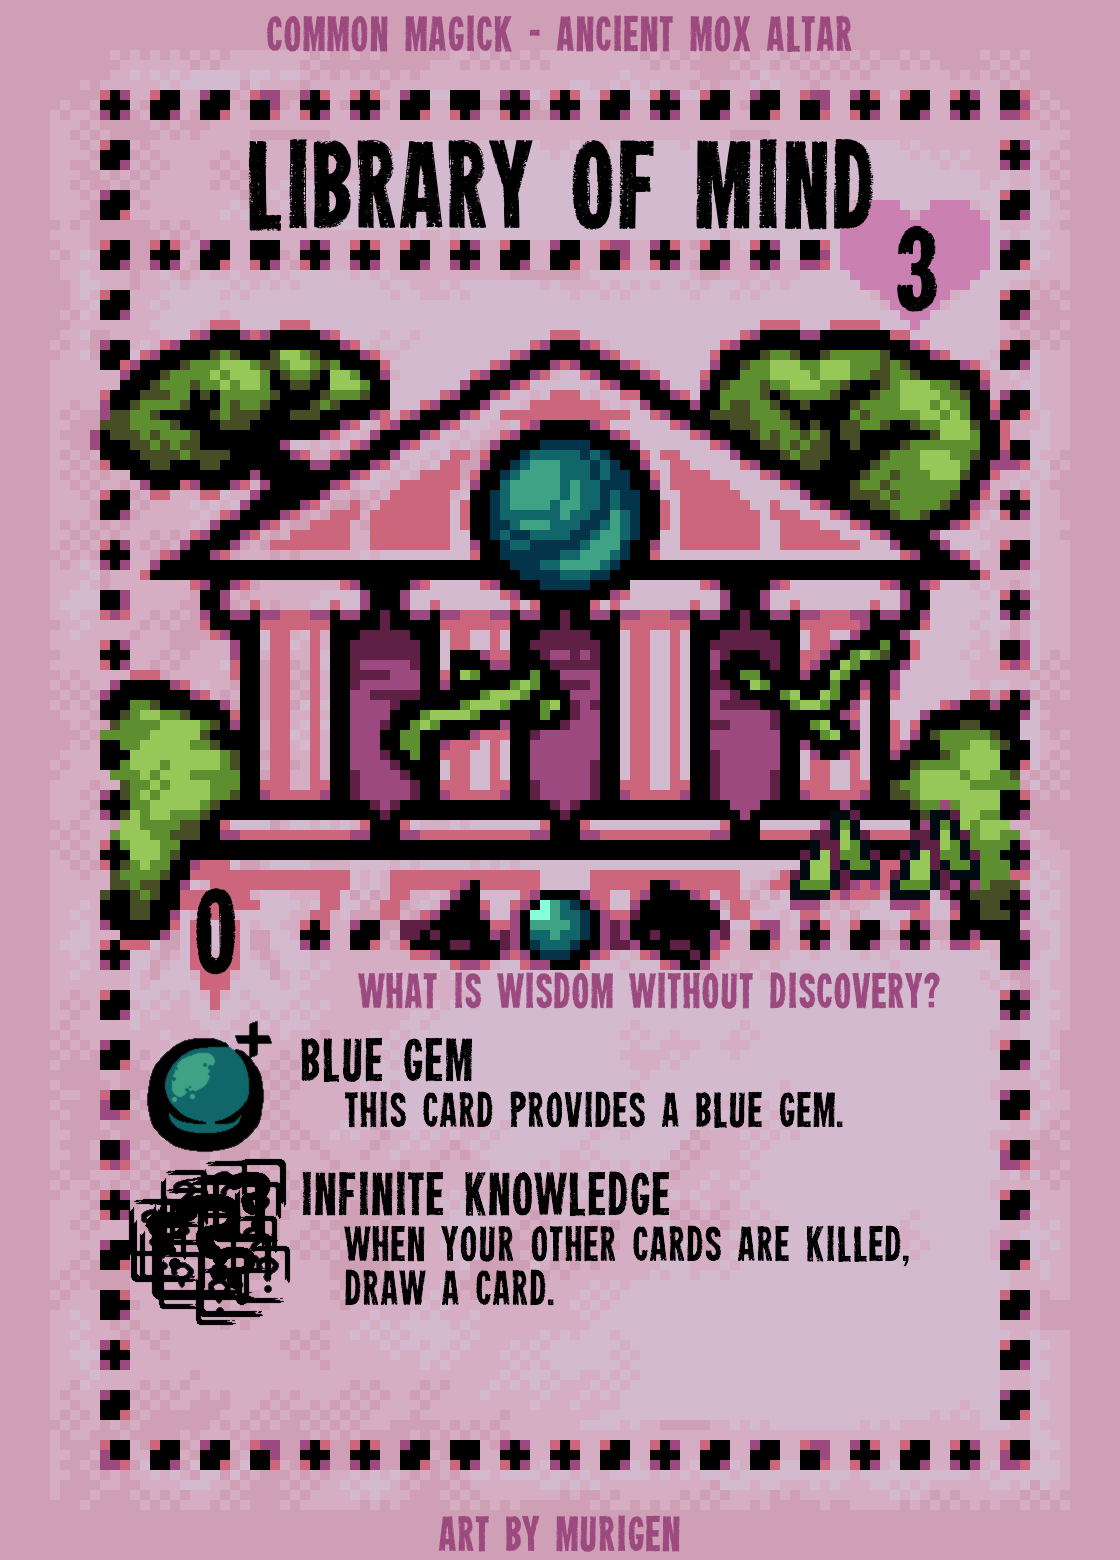 COMMON MAGICK - ANCIENT MOX ALTAR
LIBRARY OF MIND
3
0
WHAT IS WISDOM WITHOUT DISCOVERY?
BLUE GEM
THIS CARD PROVIDES A BLUE GEM.
INFINITE KNOWLEDGE
WHEN YOUR OTHER CARDS ARE KILLED,
DRAW A CARD.
ART BY MURIGEN